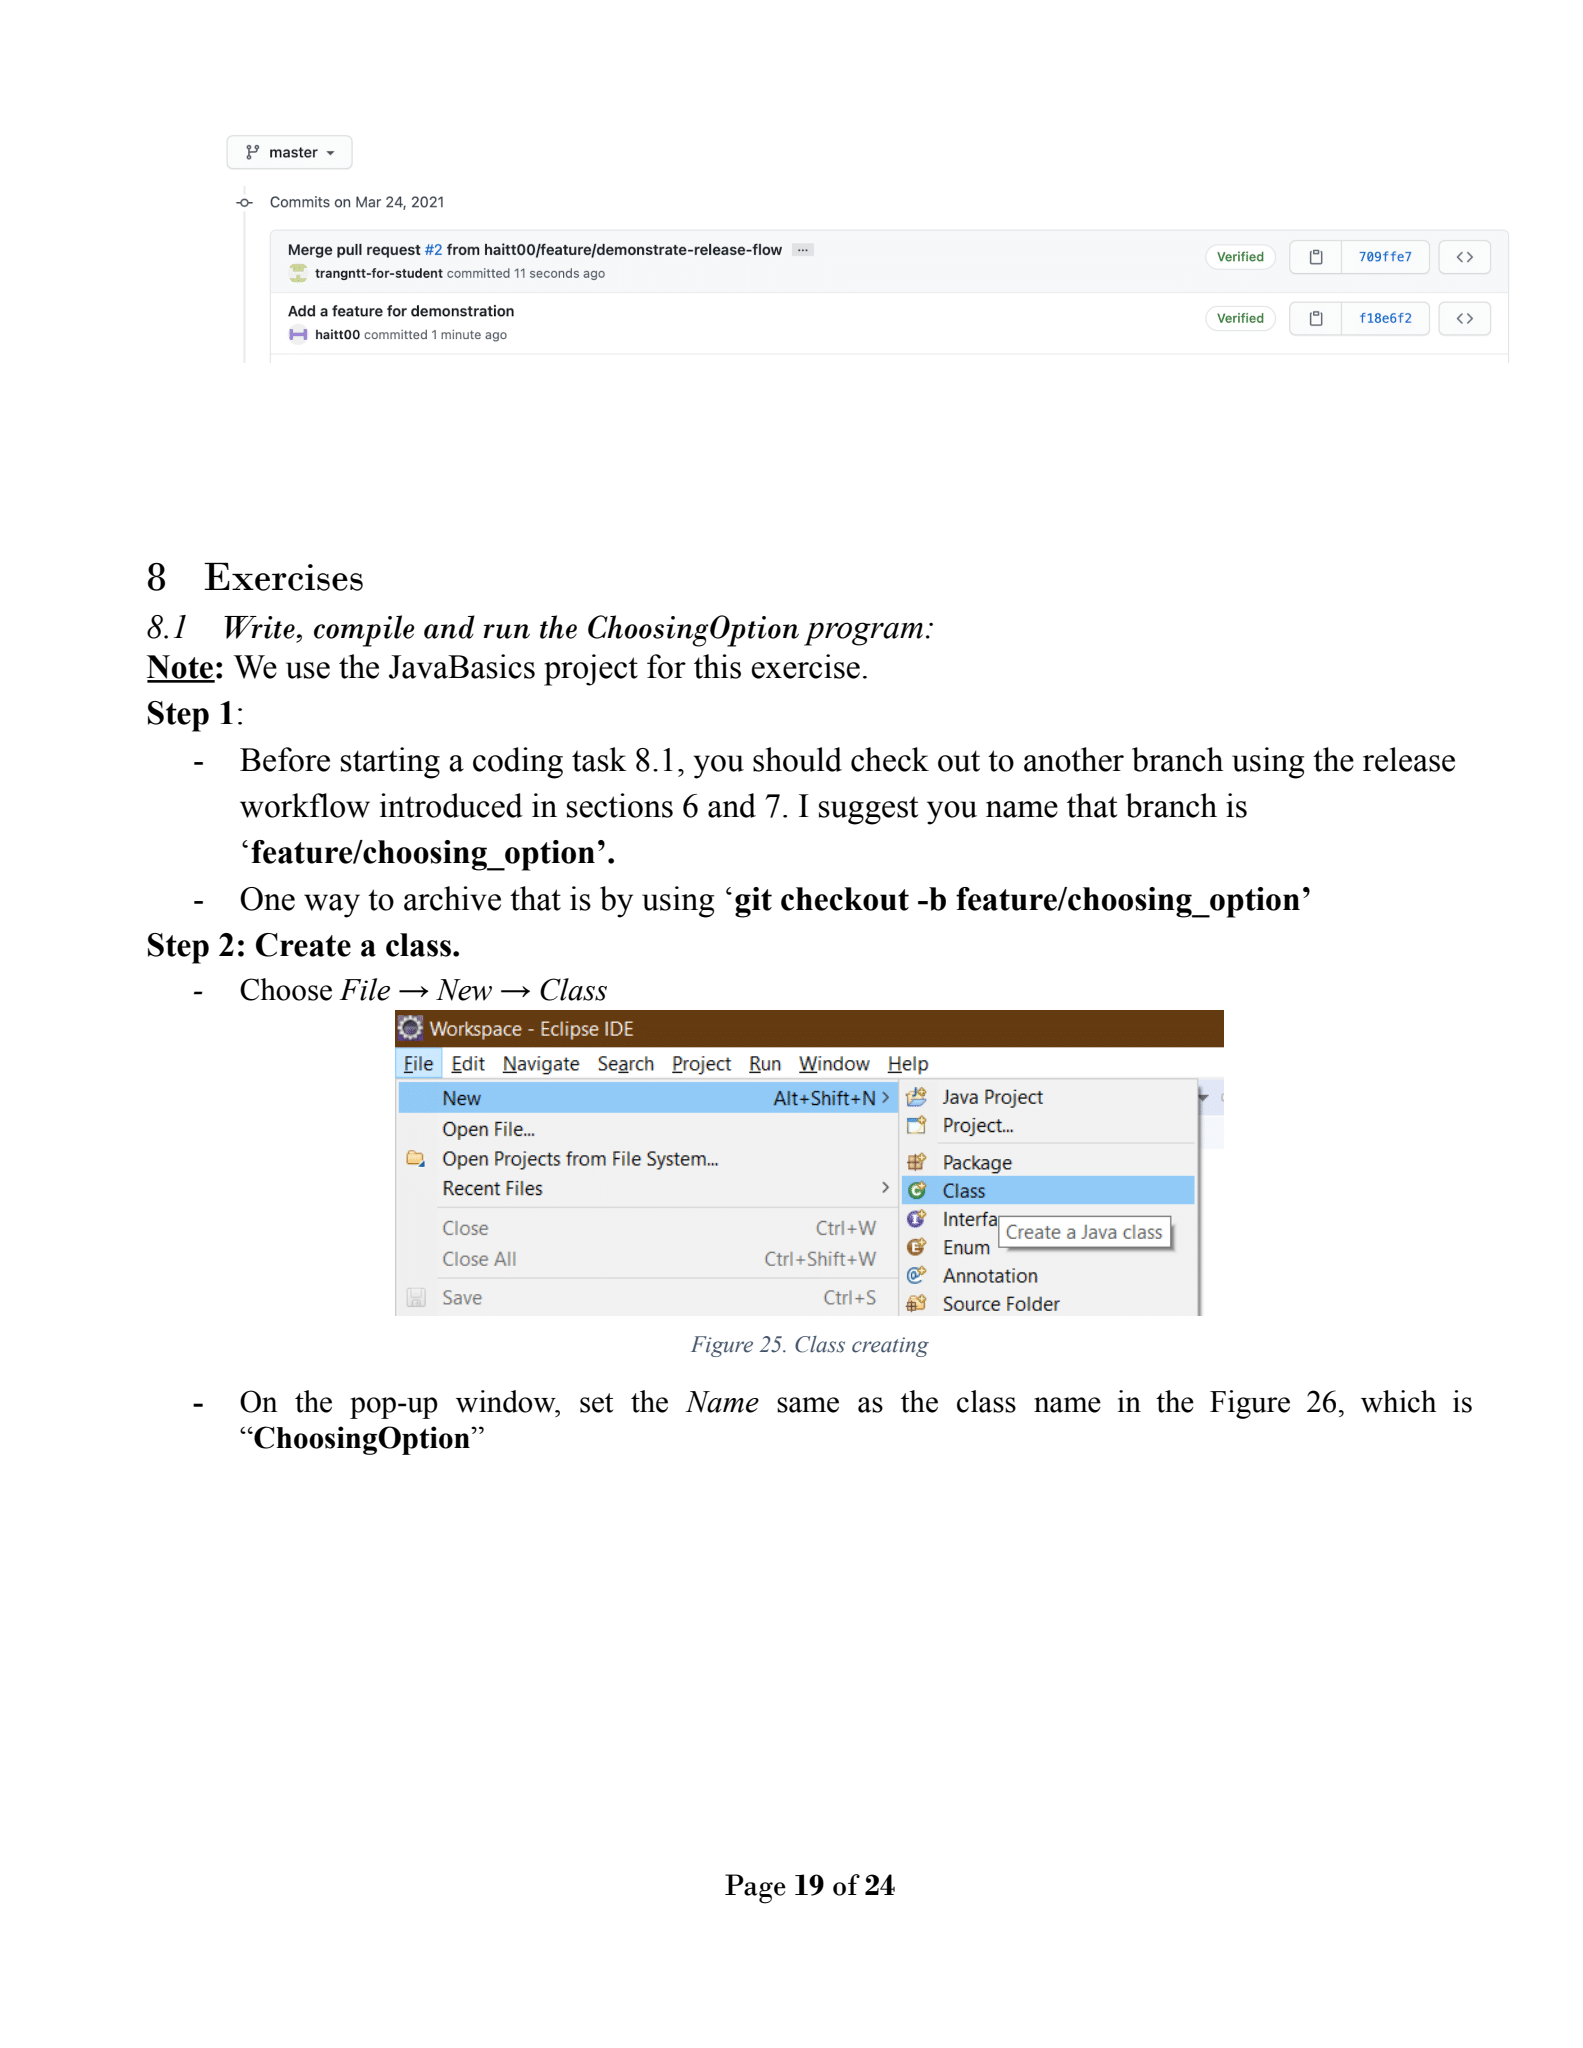 master
Commits on Mar 24, 2021
Merge pull request #2 from haitt00/feature/demonstrate-release-flow ...
Verified 709ffe7 <>
trangntt-for-student committed 11 seconds ago
Add a feature for demonstration
Verified f18e6f2 <>
haitt00 committed 1 minute ago
8 Exercises
8.1 Write, compile and run the ChoosingOption program:
Note: We use the JavaBasics project for this exercise.
Step 1:
- Before starting a coding task 8.1, you should check out to another branch using the release
workflow introduced in sections 6 and 7. I suggest you name that branch is
‘feature/choosing_option’.
- One way to archive that is by using ‘git checkout -b feature/choosing_option’
Step 2: Create a class.
- Choose File → New → Class
Workspace - Eclipse IDE
File Edit Navigate Search Project Run Window Help
New Alt+Shift+N >
Open File...
Open Projects from File System...
Recent Files >
Close Ctrl+W
Close All Ctrl+Shift+W
Save Ctrl+S
Java Project
Project...
Package
Class
Interfa
Create a Java class
Enum
Annotation
Source Folder
Figure 25. Class creating
- On the pop-up window, set the Name same as the class name in the Figure 26, which is
“ChoosingOption”
Page 19 of 24